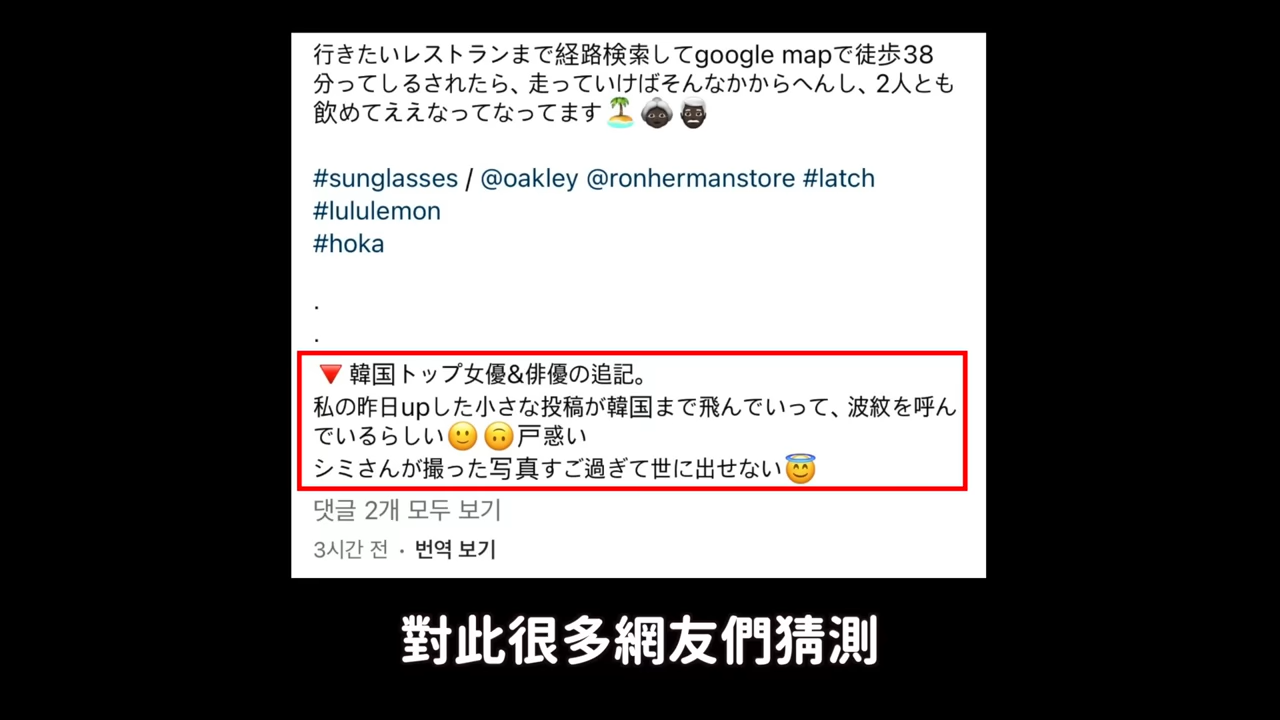 行きたいレストランまで経路検索してgoogle mapで徒歩38
分ってしるされたら、走っていけばそんなかからへんし、2人とも
飲めてええなってなってます🏝️👵🏿👨🏿‍🦳
#sunglasses / @oakley @ronhermanstore #latch
#lululemon
#hoka
.
.
🔻韓国トップ女優&俳優の追記。
私の昨日upした小さな投稿が韓国まで飛んでいって、波紋を呼ん
でいるらしい🙂🙃戸惑い
シミさんが撮った写真すご過ぎて世に出せない😇
댓글 2개 모두 보기
3시간 전 · 번역 보기
對此很多網友們猜測